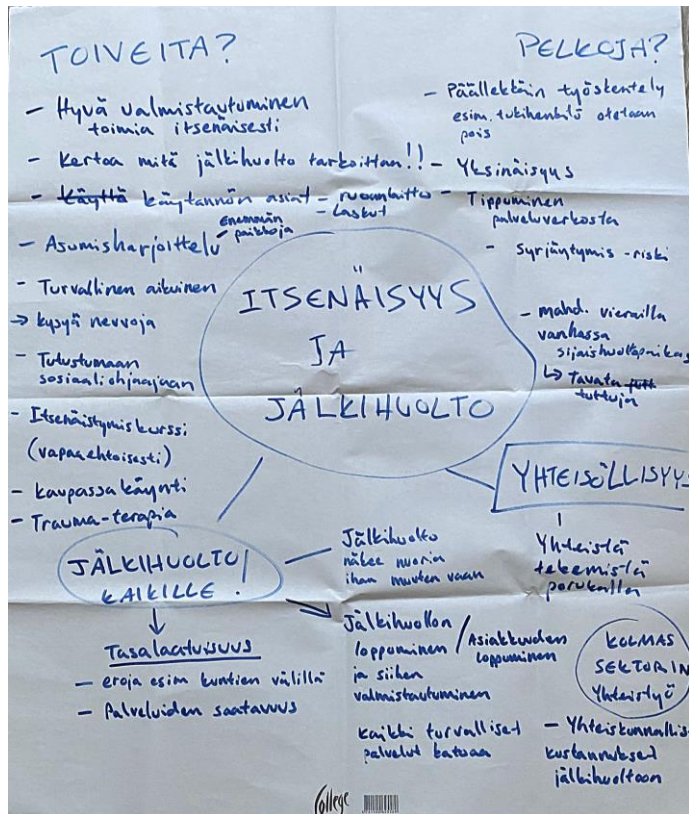 TOIVEITA?
- Hyvä valmistautuminen
toimia itsenäisesti
- Kertoa mitä jälkihuolto tarkoittaa!!
- Käyttä käytännön asiat - ruoanlaitto
- Laskut
- Asumisharjoittelu - enemmän
paikkoja
- Turvallinen aikuinen
→ kysyä neuvoja
- Tutustumaan
sosiaaliohjaajaan
- Itsenäistymiskurssi
(vapaaehtoisesti)
- kaupassa käynti
- Trauma-terapia
PELKOJA?
- Päällekkäin työskentely
esim. tukihenkilö otetaan
pois
- Yksinäisyys
- Tippuminen
palveluverkosta
- Syrjäntymis-riski
- mahd. vierailla
vanhassa
sijaishuoltopaikas
↳ Tavata tutt
tuttuja
ITSENÄISYYS
JA
JÄLKIHUOLTO
YHTEISÖLLISYYS
Yhteistä
tekemistä
porukalla
JÄLKIHUOLTO
KAIKILLE!
Tasalaatuisuus
- eroja esim kuntien välillä
- Palveluiden saatavuus
Jälkihuolto
näkee nuoria
ihan muuten vaan
Jälkihuollon
loppuminen / Asiakkuuden
loppuminen
ja siihen
valmistautuminen
kaikki turvalliset
palvelut katoaa
KOLMAS
SEKTORIN
Yhteistyö
- Yhteiskunnallis
kustannukset
jälkihuoltoon
College